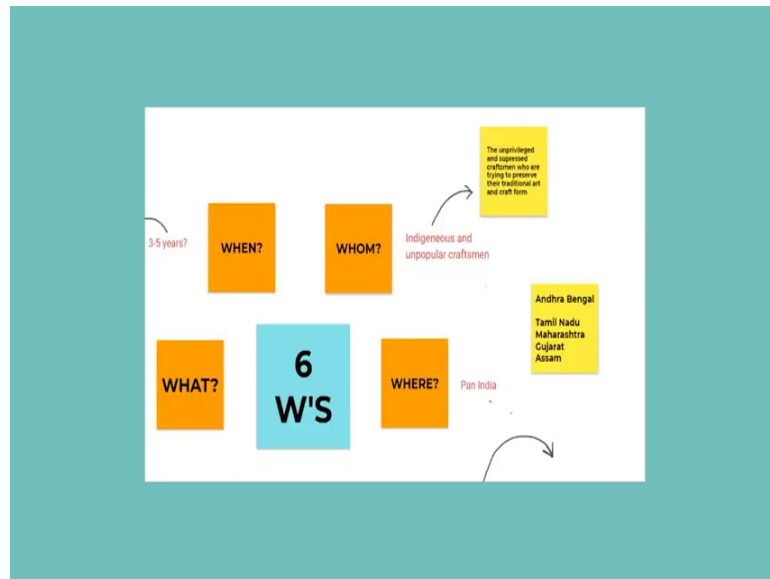 The unprivileged
and supressed
craftsmen who are
trying to preserve
their traditional art
and craft form
3-5 years?
WHEN?
WHOM?
Indigeneous and
unpopular craftsmen
Andhra Bengal
Tamil Nadu
Maharashtra
Gujarat
Assam
WHAT?
6
W'S
WHERE?
Pan India